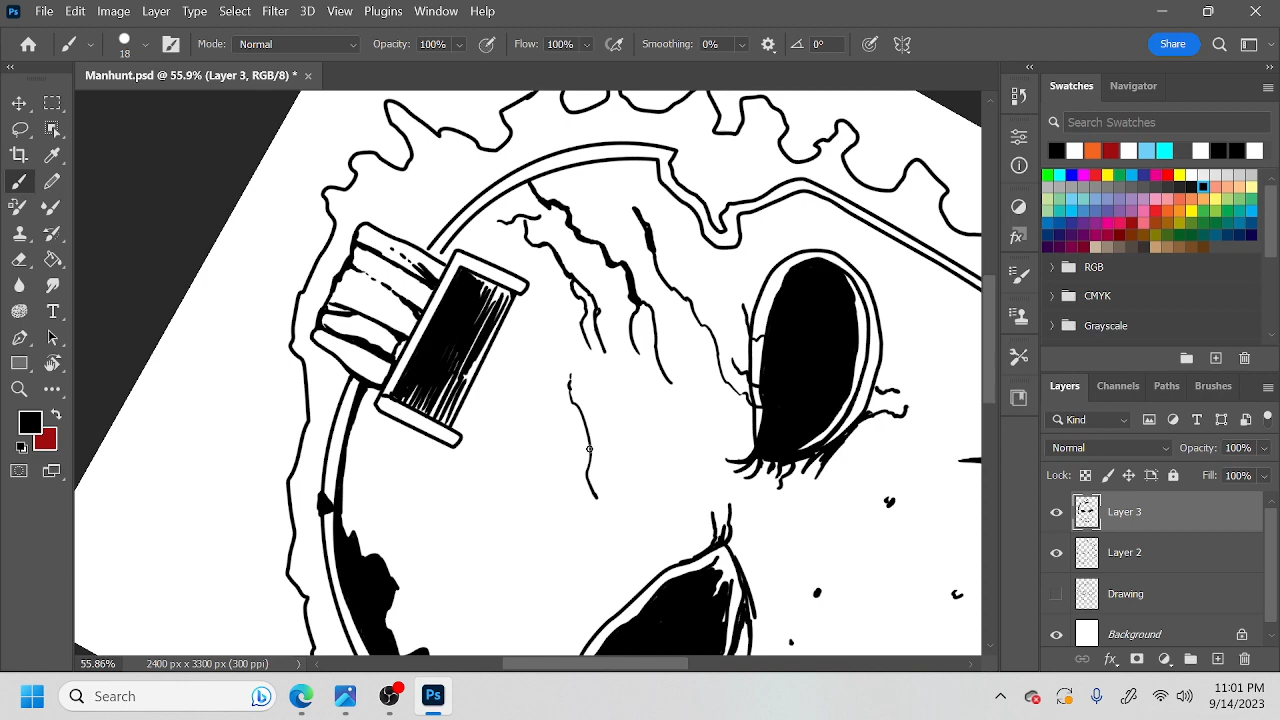 Ps File Edit Image Layer Type Select Filter 3D View Plugins Window Help
18 Mode: Normal Opacity: 100% Flow: 100% Smoothing: 0% 0° Share
Manhunt.psd @ 55.9% (Layer 3, RGB/8) *
Swatches Navigator
Search Swatches
RGB
CMYK
Grayscale
Layers Channels Paths Brushes
Kind
Normal Opacity: 100%
Lock: Fill: 100%
Layer 3
Layer 2
Drawing
Background
55.86% 2400 px x 3300 px (300 ppi)
Search Ps 11:01 PM
9/14/2023